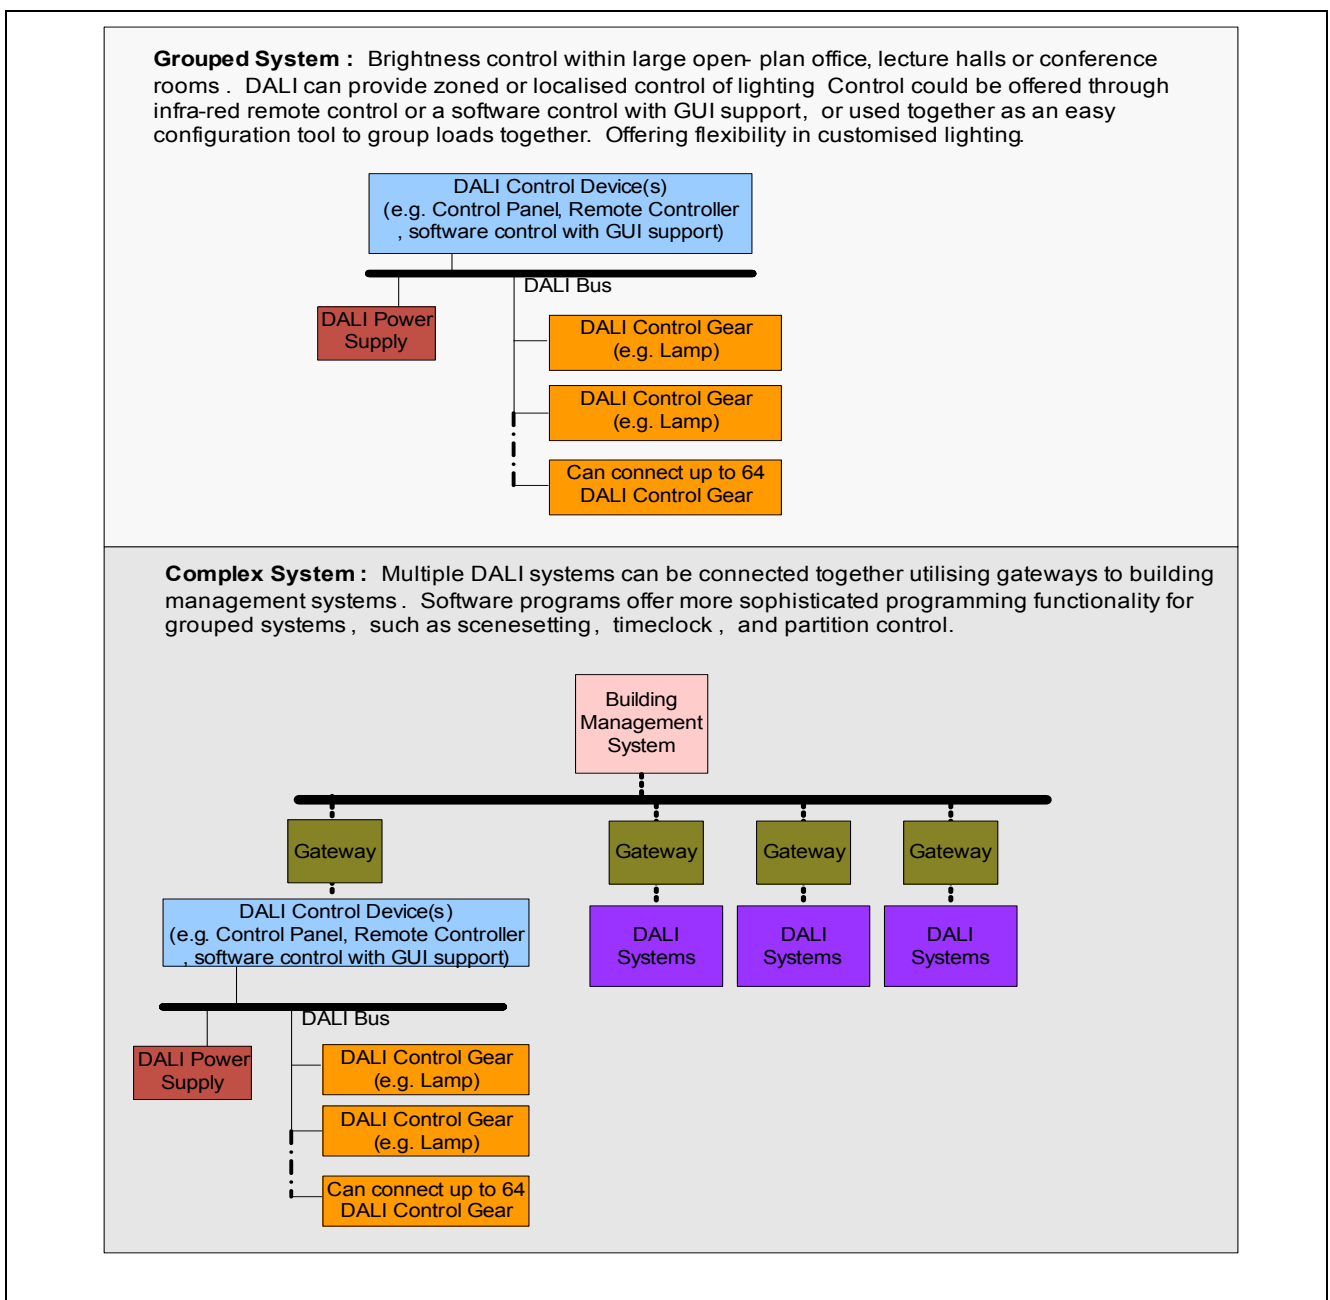 Grouped System : Brightness control within large open- plan office, lecture halls or conference
rooms . DALI can provide zoned or localised control of lighting Control could be offered through
infra-red remote control or a software control with GUI support, or used together as an easy
configuration tool to group loads together. Offering flexibility in customised lighting.
DALI Control Device(s)
(e.g. Control Panel, Remote Controller
, software control with GUI support)
DALI Bus
DALI Power
Supply
DALI Control Gear
(e.g. Lamp)
DALI Control Gear
(e.g. Lamp)
Can connect up to 64
DALI Control Gear
Complex System : Multiple DALI systems can be connected together utilising gateways to building
management systems . Software programs offer more sophisticated programming functionality for
grouped systems , such as scenesetting , timeclock , and partition control.
Building
Management
System
Gateway
Gateway
Gateway
Gateway
DALI Control Device(s)
(e.g. Control Panel, Remote Controller
, software control with GUI support)
DALI
Systems
DALI
Systems
DALI
Systems
DALI Bus
DALI Power
Supply
DALI Control Gear
(e.g. Lamp)
DALI Control Gear
(e.g. Lamp)
Can connect up to 64
DALI Control Gear